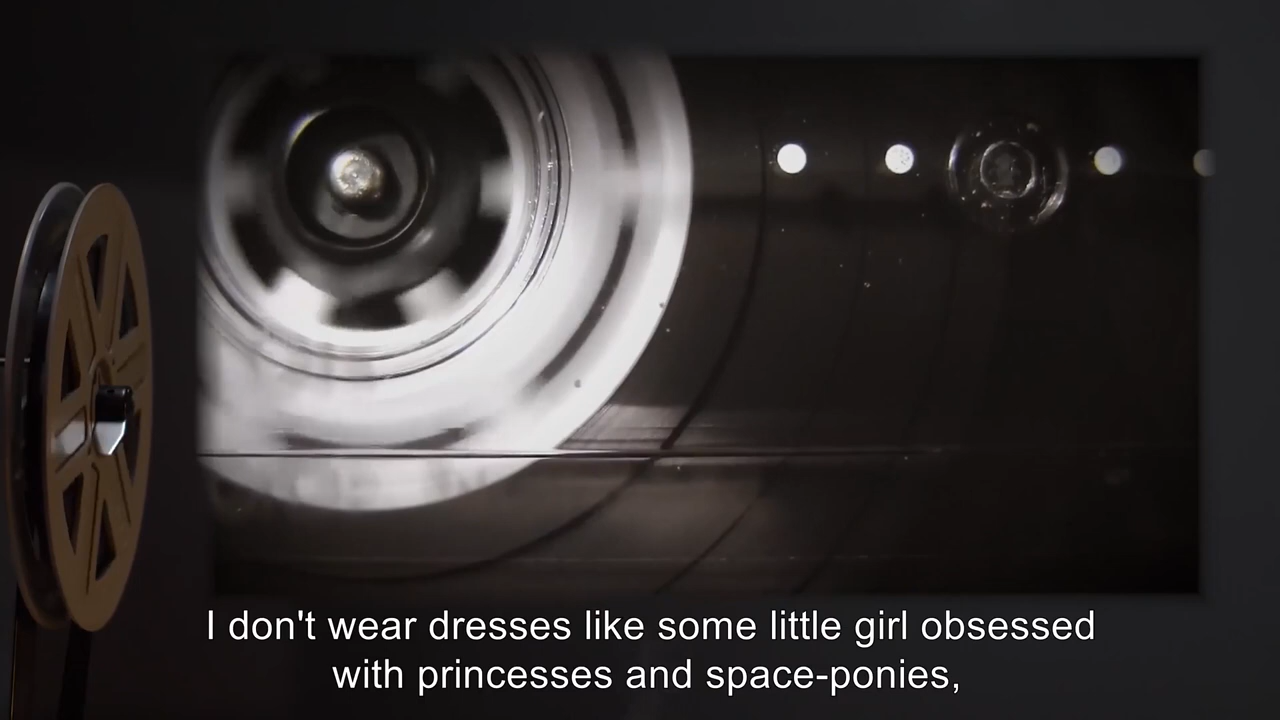 I don't wear dresses like some little girl obsessed
with princesses and space-ponies,